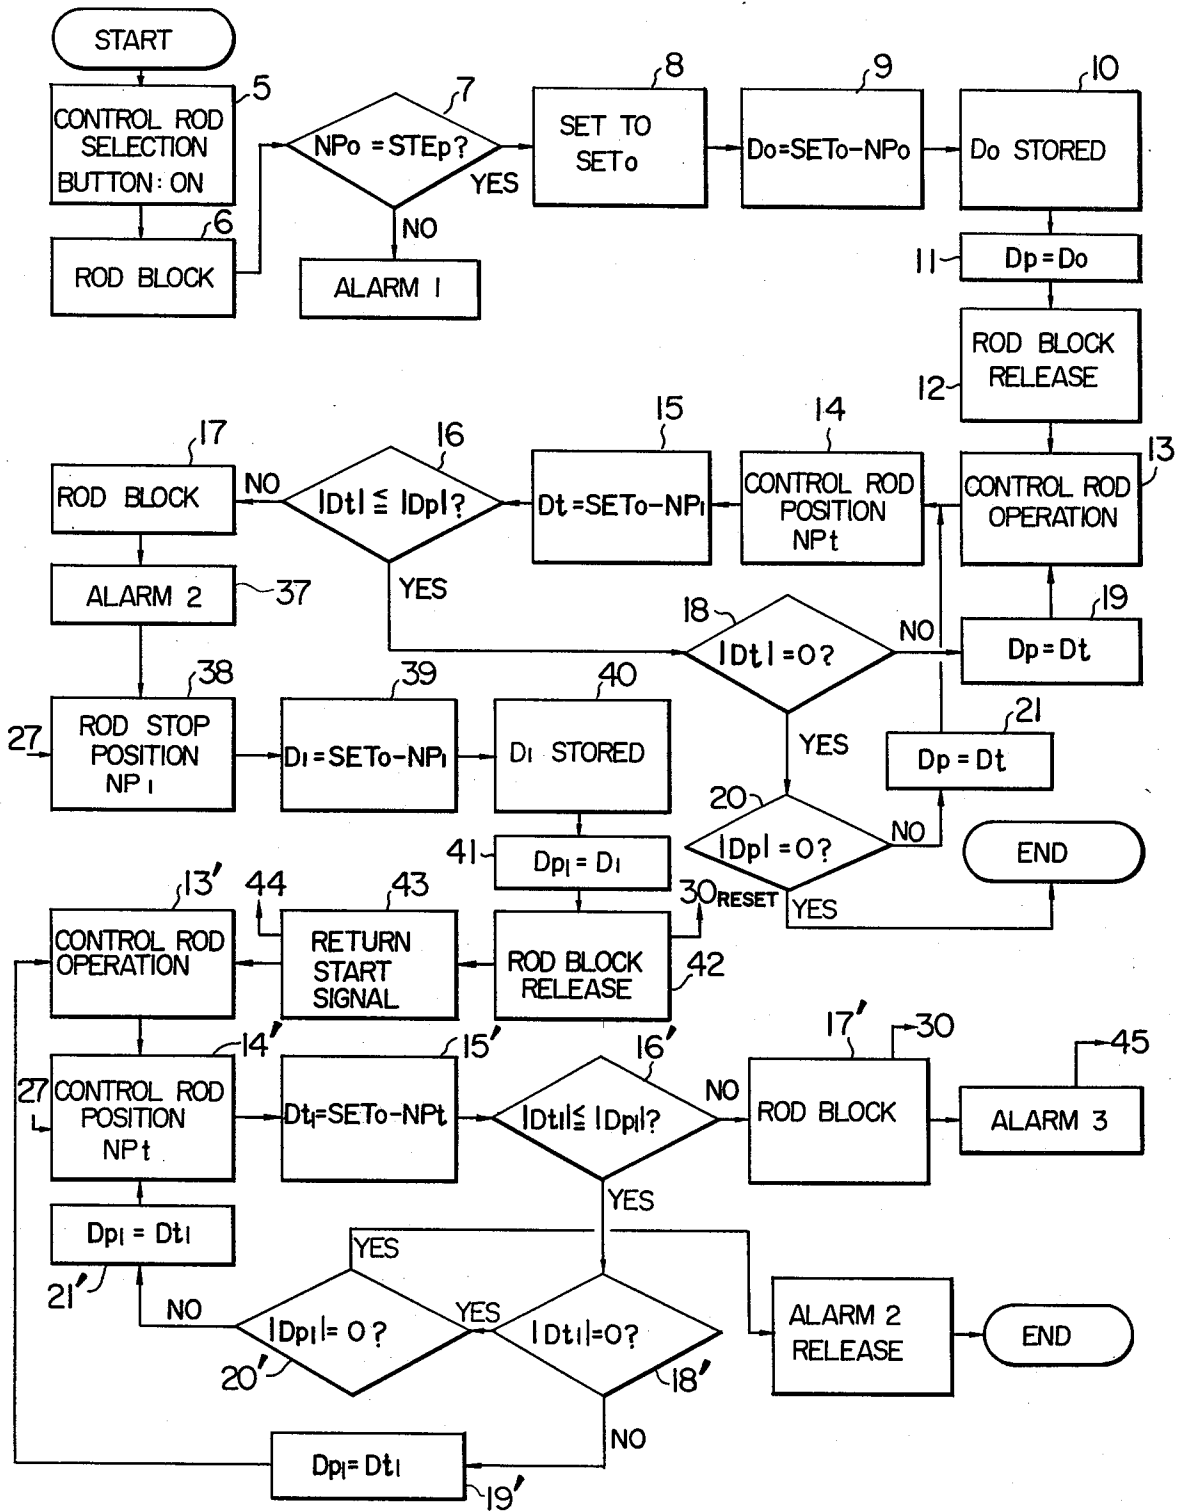 START
5
CONTROL ROD
SELECTION
BUTTON: ON
6
ROD BLOCK
7
NPo = STEp?
YES
NO
ALARM 1
8
SET TO
SETo
9
Do=SETo-NPo
10
Do STORED
11
Dp = Do
ROD BLOCK
RELEASE
12
13
CONTROL ROD
OPERATION
14
CONTROL ROD
POSITION
NPt
15
Dt=SETo-NP1
16
|Dt| ≦ |Dp|?
NO
YES
17
ROD BLOCK
ALARM 2
37
18
|Dt| = 0?
NO
YES
19
Dp = Dt
20
|Dp| = 0?
NO
YES
21
Dp = Dt
END
38
27
ROD STOP
POSITION
NP1
39
D1=SETo-NP1
40
D1 STORED
41
Dp1 = D1
30 RESET
ROD BLOCK
RELEASE
42
43
44
RETURN
START
SIGNAL
13'
CONTROL ROD
OPERATION
14'
27
CONTROL ROD
POSITION
NPt
15'
Dt1=SETo-NPt
16'
|Dt1| ≦ |Dp1|?
NO
YES
17'
30
ROD BLOCK
45
ALARM 3
Dp1 = Dt1
21'
NO
YES
|Dp1| = 0?
20'
YES
|Dt1|=0?
18'
NO
ALARM 2
RELEASE
END
Dp1= Dt1
19'